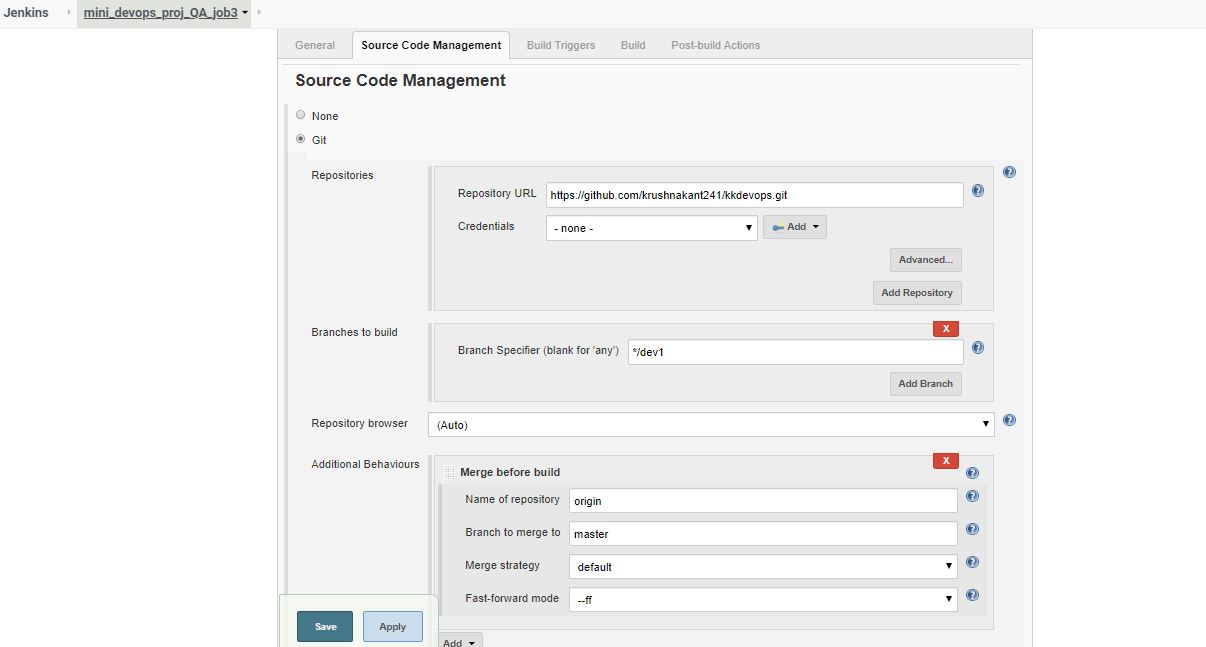 Jenkins mini_devops_proj_QA_job3
General Source Code Management Build Triggers Build Post-build Actions
Source Code Management
None
Git
Repositories
Repository URL https://github.com/krushnakant241/kkdevops.git
Credentials - none - Add
Advanced...
Add Repository
Branches to build
X
Branch Specifier (blank for 'any') */dev1
Add Branch
Repository browser (Auto)
Additional Behaviours
X
Merge before build
Name of repository origin
Branch to merge to master
Merge strategy default
Fast-forward mode --ff
Save Apply
Add